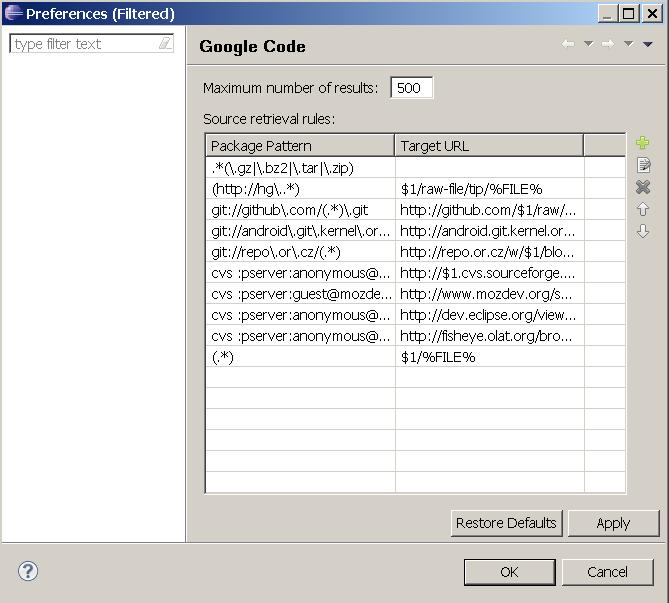 Preferences (Filtered)
type filter text
Google Code
Maximum number of results: 500
Source retrieval rules:
Package Pattern Target URL
.*(\.gz|\.bz2|\.tar|\.zip)
(http://hg\..*) $1/raw-file/tip/%FILE%
git://github\.com/(.*)\.git http://github.com/$1/raw/...
git://android\.git\.kernel\.or... http://android.git.kernel.or...
git://repo\.or\.cz/(.*) http://repo.or.cz/w/$1/blo...
cvs :pserver:anonymous@... http://$1.cvs.sourceforge....
cvs :pserver:guest@mozde... http://www.mozdev.org/s...
cvs :pserver:anonymous@... http://dev.eclipse.org/view...
cvs :pserver:anonymous@... http://fisheye.olat.org/bro...
(.*) $1/%FILE%
Restore Defaults Apply
? OK Cancel